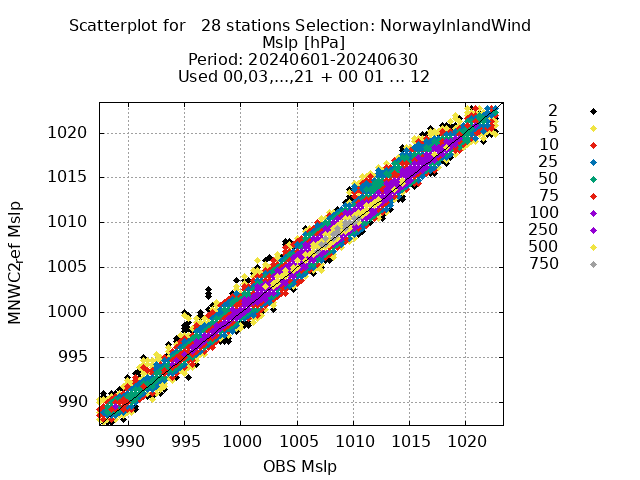 Scatterplot for 28 stations Selection: NorwayInlandWind
Mslp [hPa]
Period: 20240601-20240630
Used 00,03,...,21 + 00 01 ... 12
1020
1015
1010
1005
1000
995
990
990 995 1000 1005 1010 1015 1020
OBS Mslp
2
5
10
25
50
75
100
250
500
750